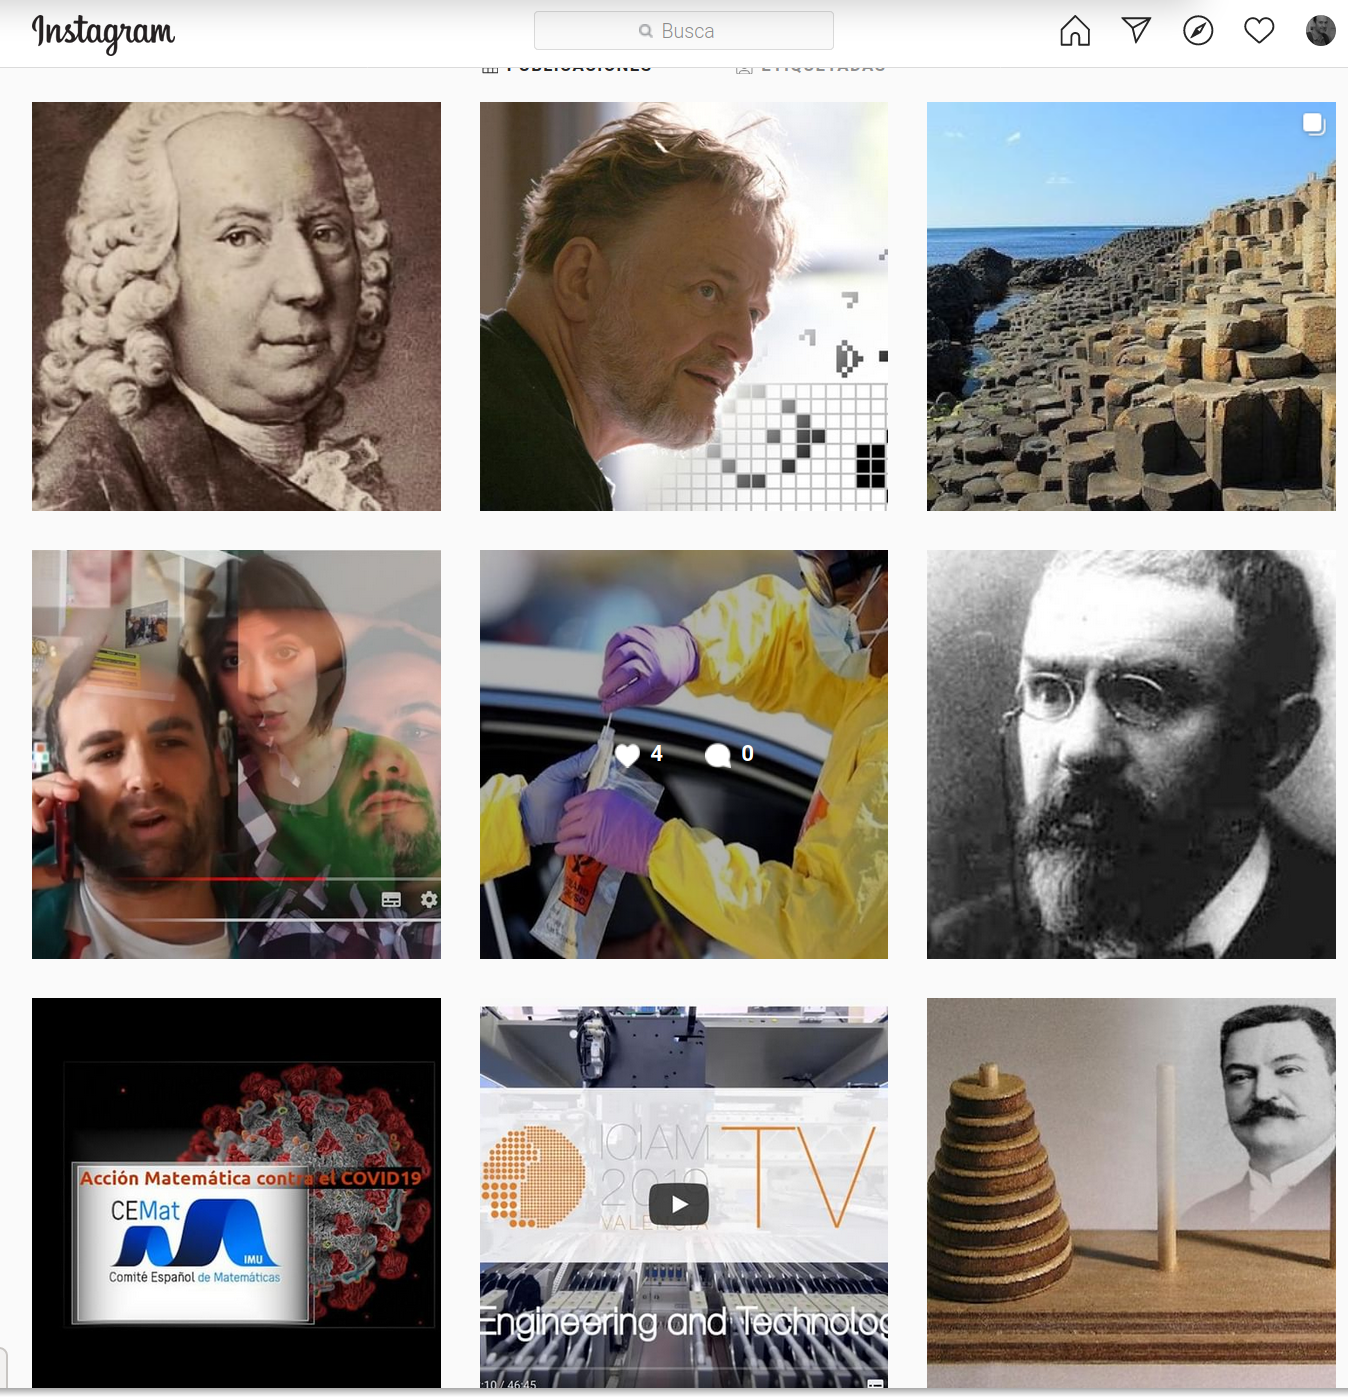 Instagram
Busca
PUBLICACIONES
ETIQUETADAS
4
0
Acción Matemática contra el COVID19
CEMat
IMU
Comité Español de Matemáticas
ICIAM
2019
VALENCIA
TV
Engineering and Technolog
:10 / 46:45